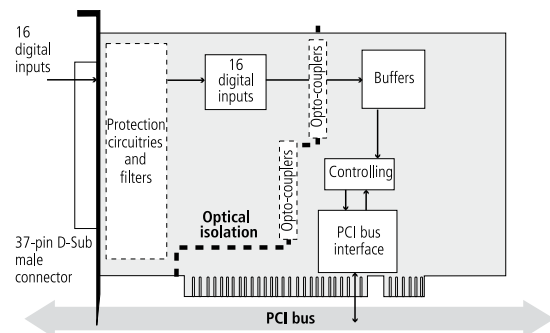 16
digital
inputs
16
digital
inputs
Buffers
Opto-couplers
Protection
circuitries
and
filters
Opto-couplers
Controlling
Optical
isolation
PCI bus
interface
37-pin D-Sub
male
connector
PCI bus